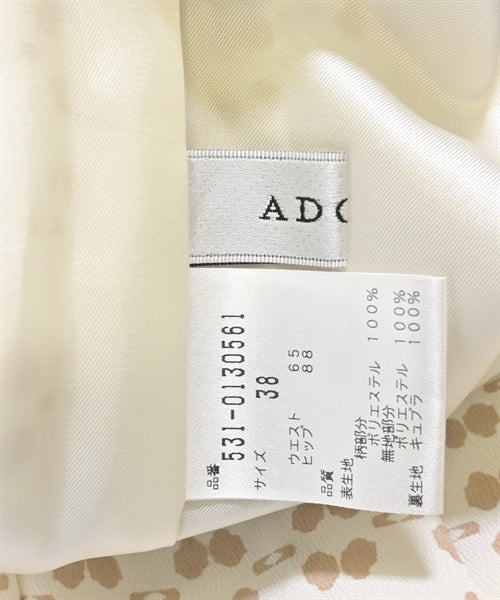 ADO
品番
531-0130561
サイズ
38
ウエスト 65
ヒップ 88
品質
表生地
柄部分
ポリエステル 100%
無地部分
ポリエステル 100%
裏生地 キュプラ 100%